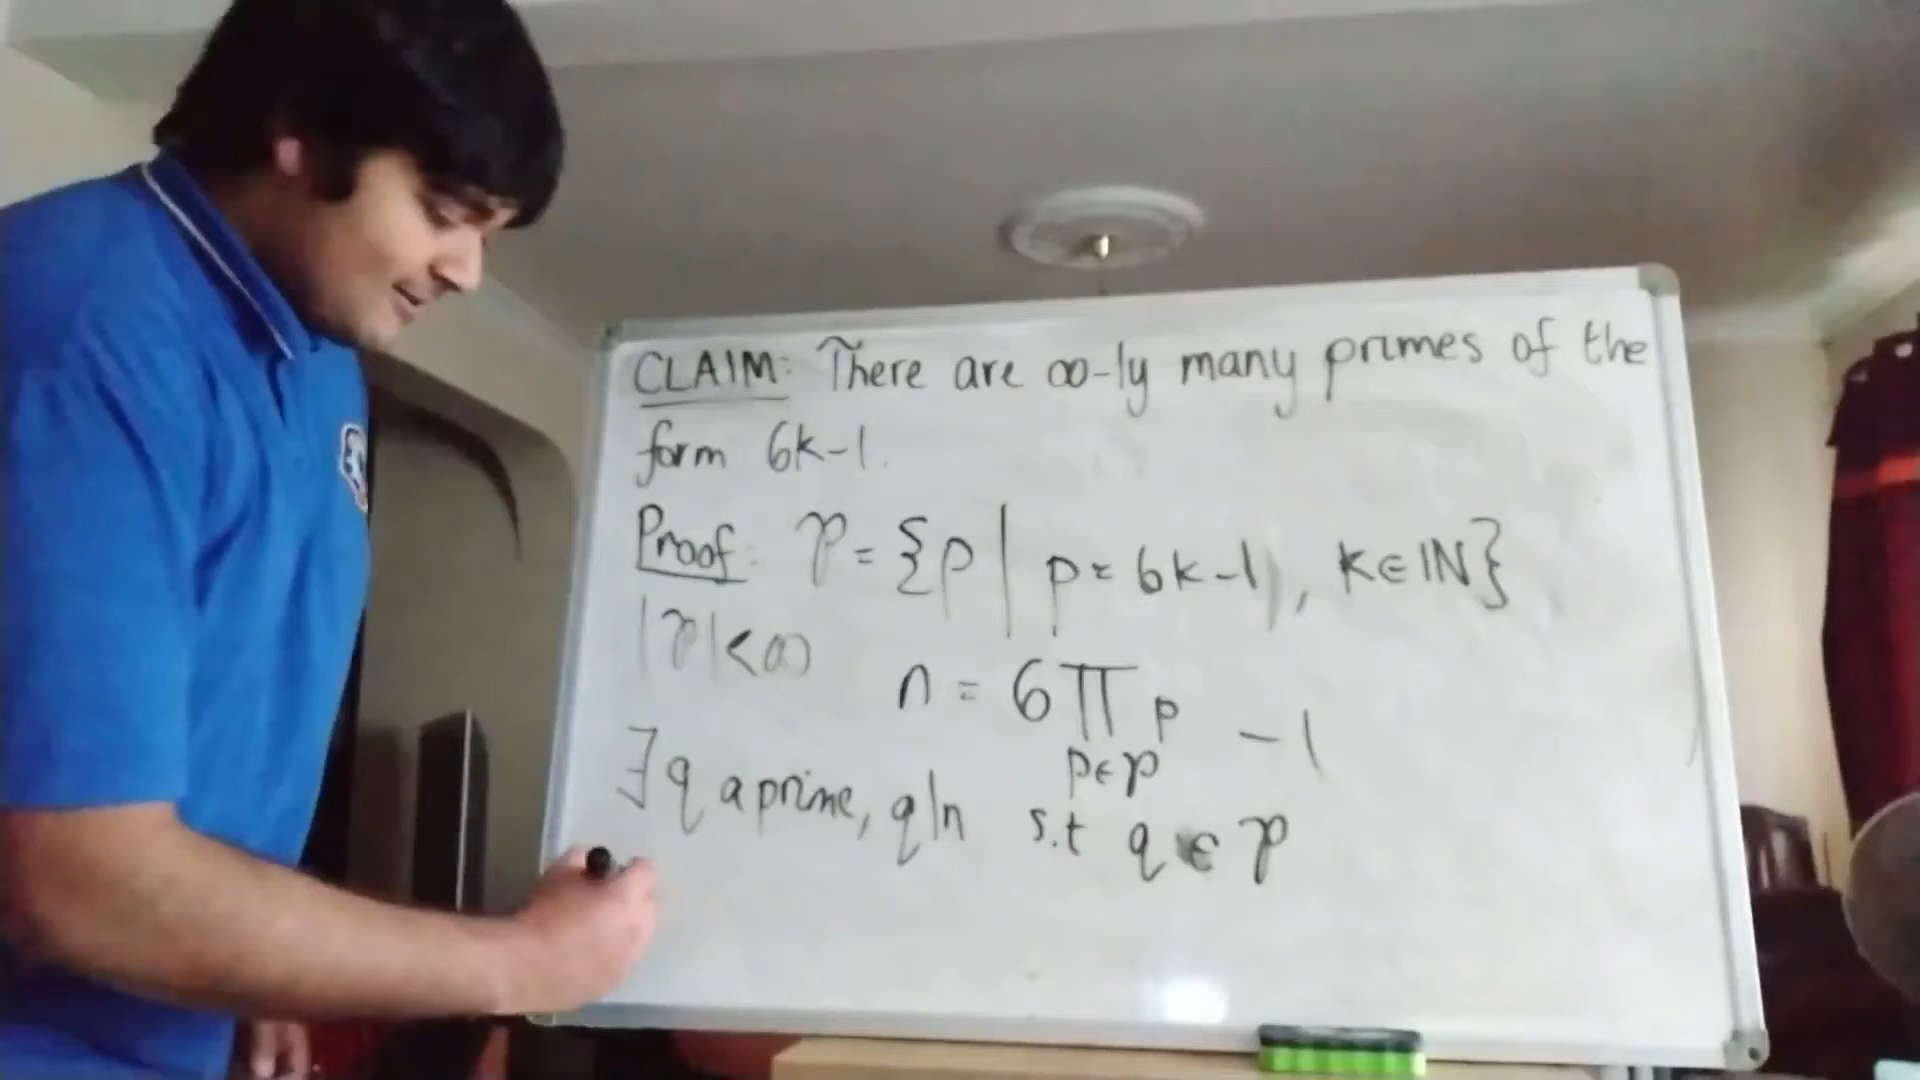 CLAIM: There are ∞-ly many primes of the
form 6k-1.
Proof: 𝒫 = {p | p = 6k-1, k ∈ ℕ}
|𝒫| < ∞
n = 6 ∏ p - 1
p ∈ 𝒫
∃ q a prime, q|n s.t q ∈ 𝒫